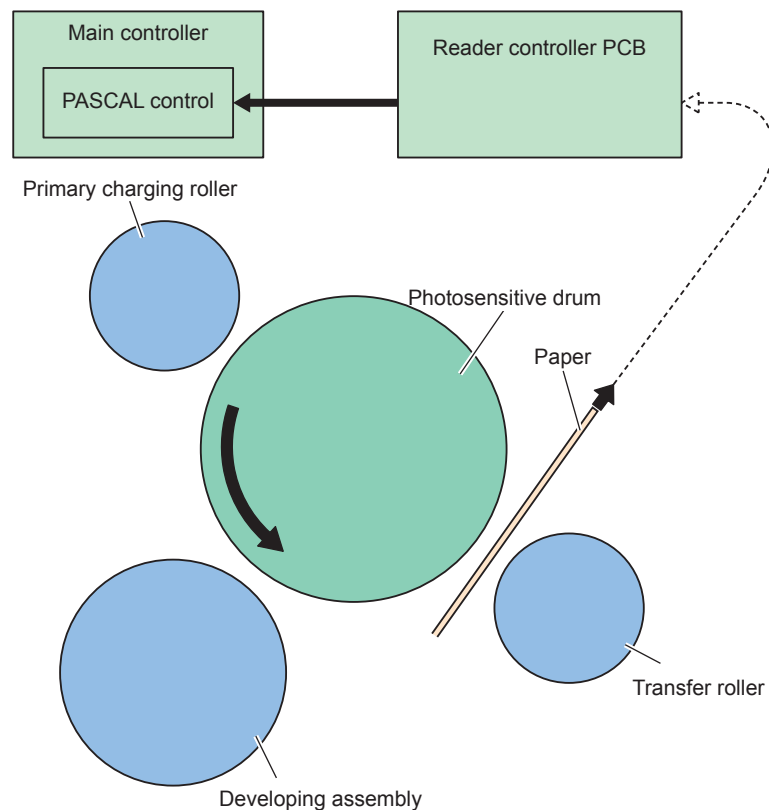 Main controller
PASCAL control
Reader controller PCB
Primary charging roller
Photosensitive drum
Paper
Transfer roller
Developing assembly